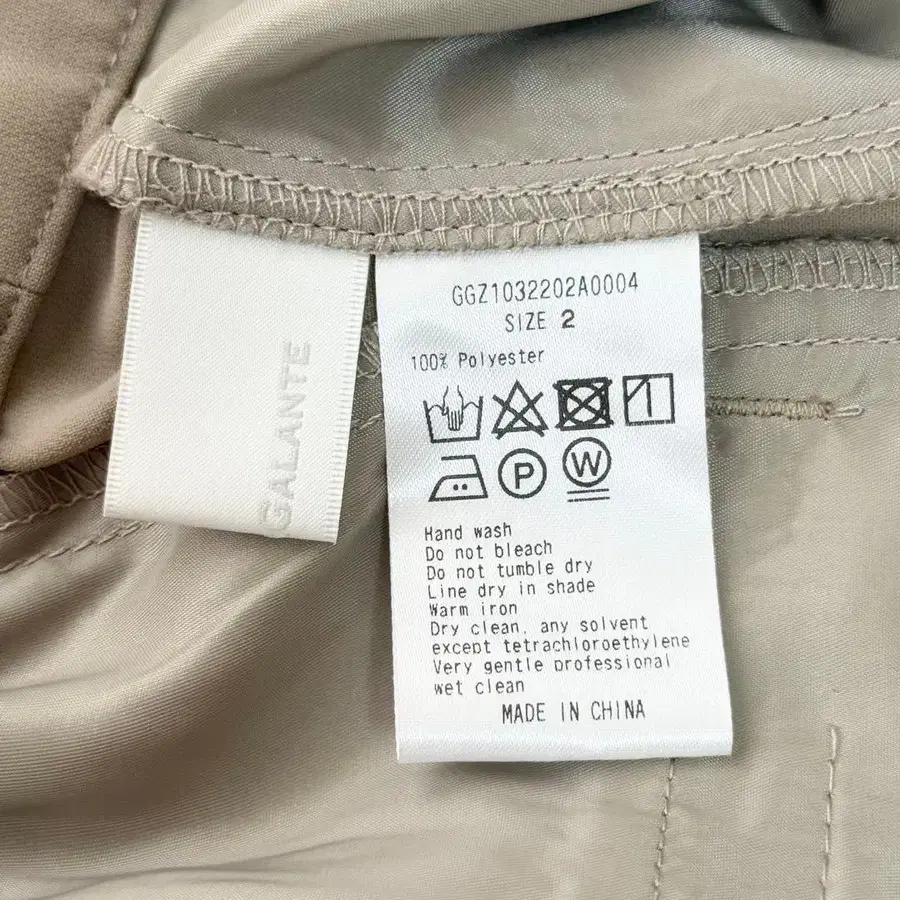 GALANTE
GGZ1032202A0004
SIZE 2
100% Polyester
P W
Hand wash
Do not bleach
Do not tumble dry
Line dry in shade
Warm iron
Dry clean, any solvent
except tetrachloroethylene
Very gentle professional
wet clean
MADE IN CHINA